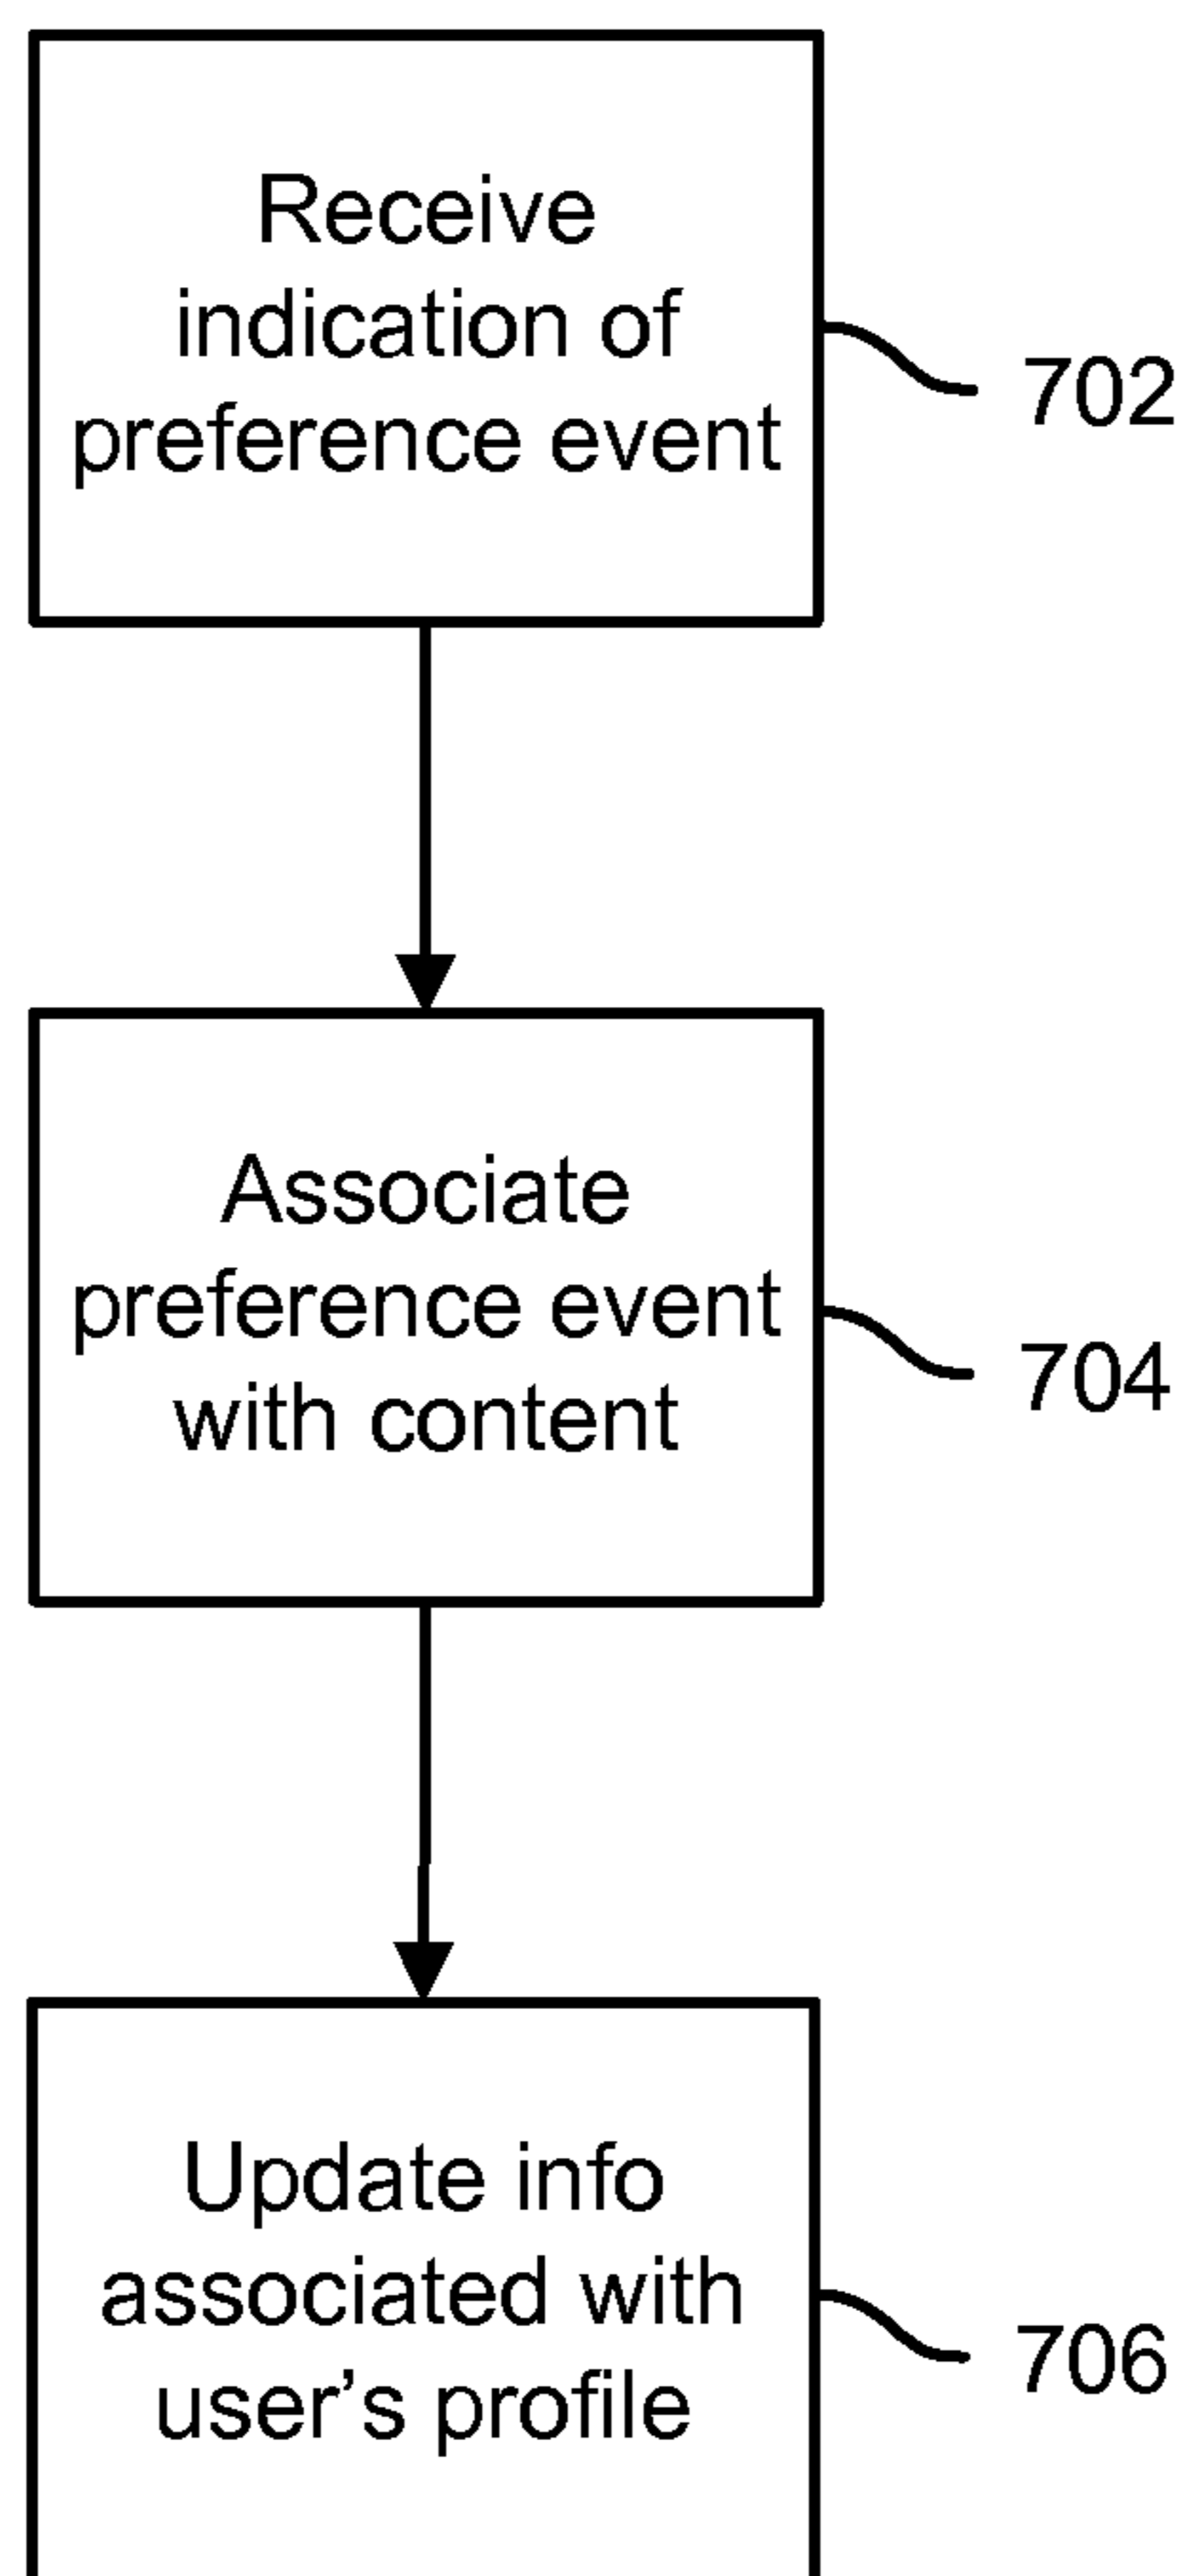 Receive
indication of
preference event
702
Associate
preference event
with content
704
Update info
associated with
user’s profile
706